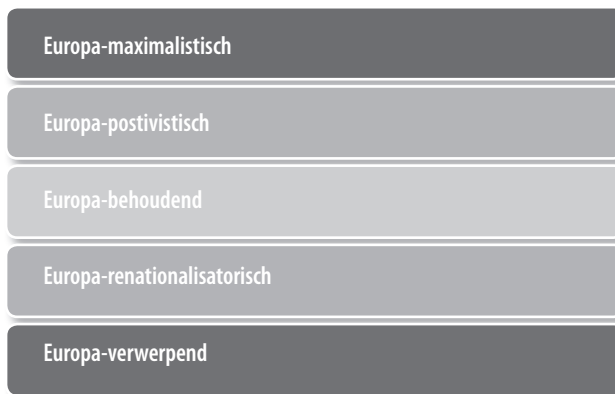 Europa-maximalistisch
Europa-postivistisch
Europa-behoudend
Europa-renationalisatorisch
Europa-verwerpend